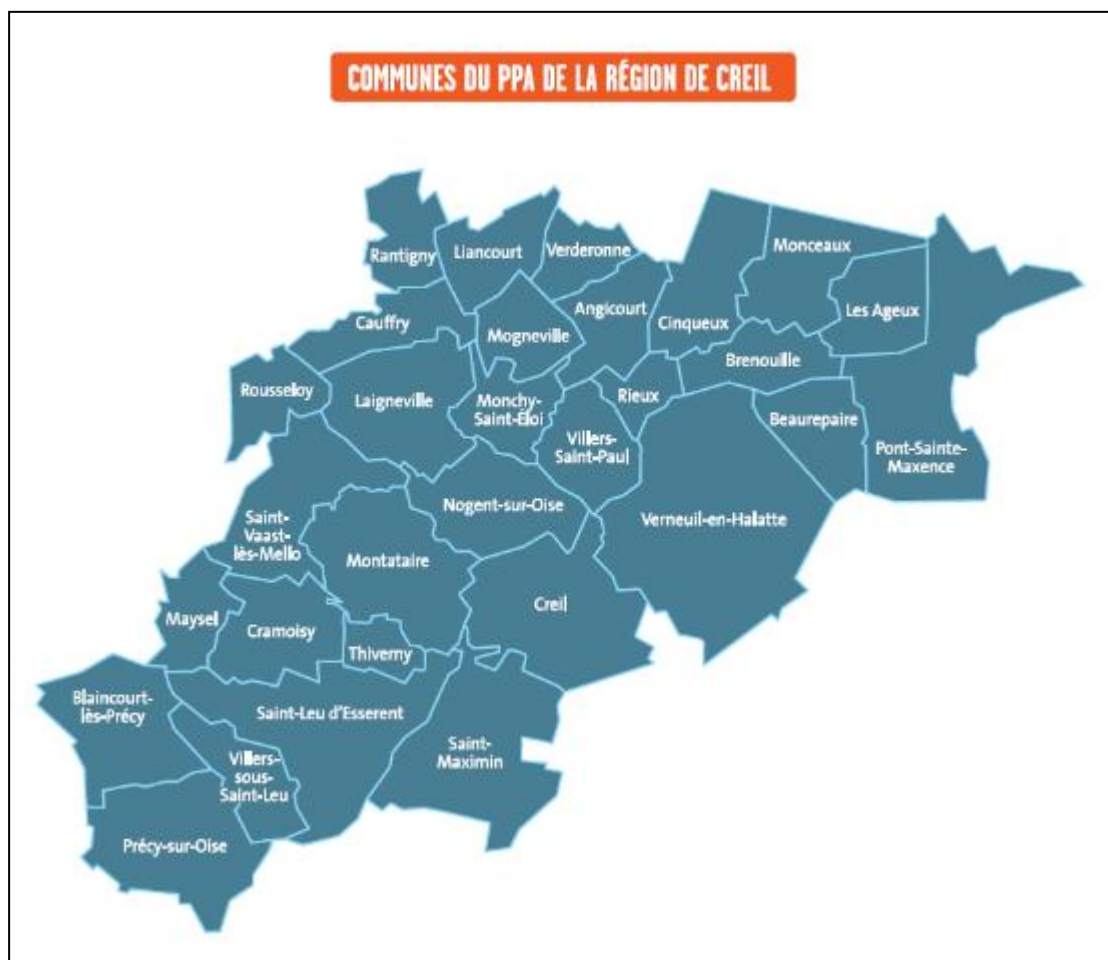 COMMUNES DU PPA DE LA RÉGION DE CREIL
Rantigny
Liancourt
Verderonne
Monceaux
Cauffry
Mogneville
Angicourt
Cinqueux
Les Ageux
Rousseloy
Laigneville
Monchy-
Saint-Éloi
Rieux
Brenouille
Villers-
Saint-Paul
Beaurepaire
Pont-Sainte-
Maxence
Nogent-sur-Oise
Verneuil-en-Halatte
Saint-
Vaast-
lès-Mello
Montataire
Creil
Maysel
Cramoisy
Thiverny
Blaincourt-
lès-Précy
Saint-Leu d'Esserent
Villers-
sous-
Saint-Leu
Saint-
Maximin
Précy-sur-Oise